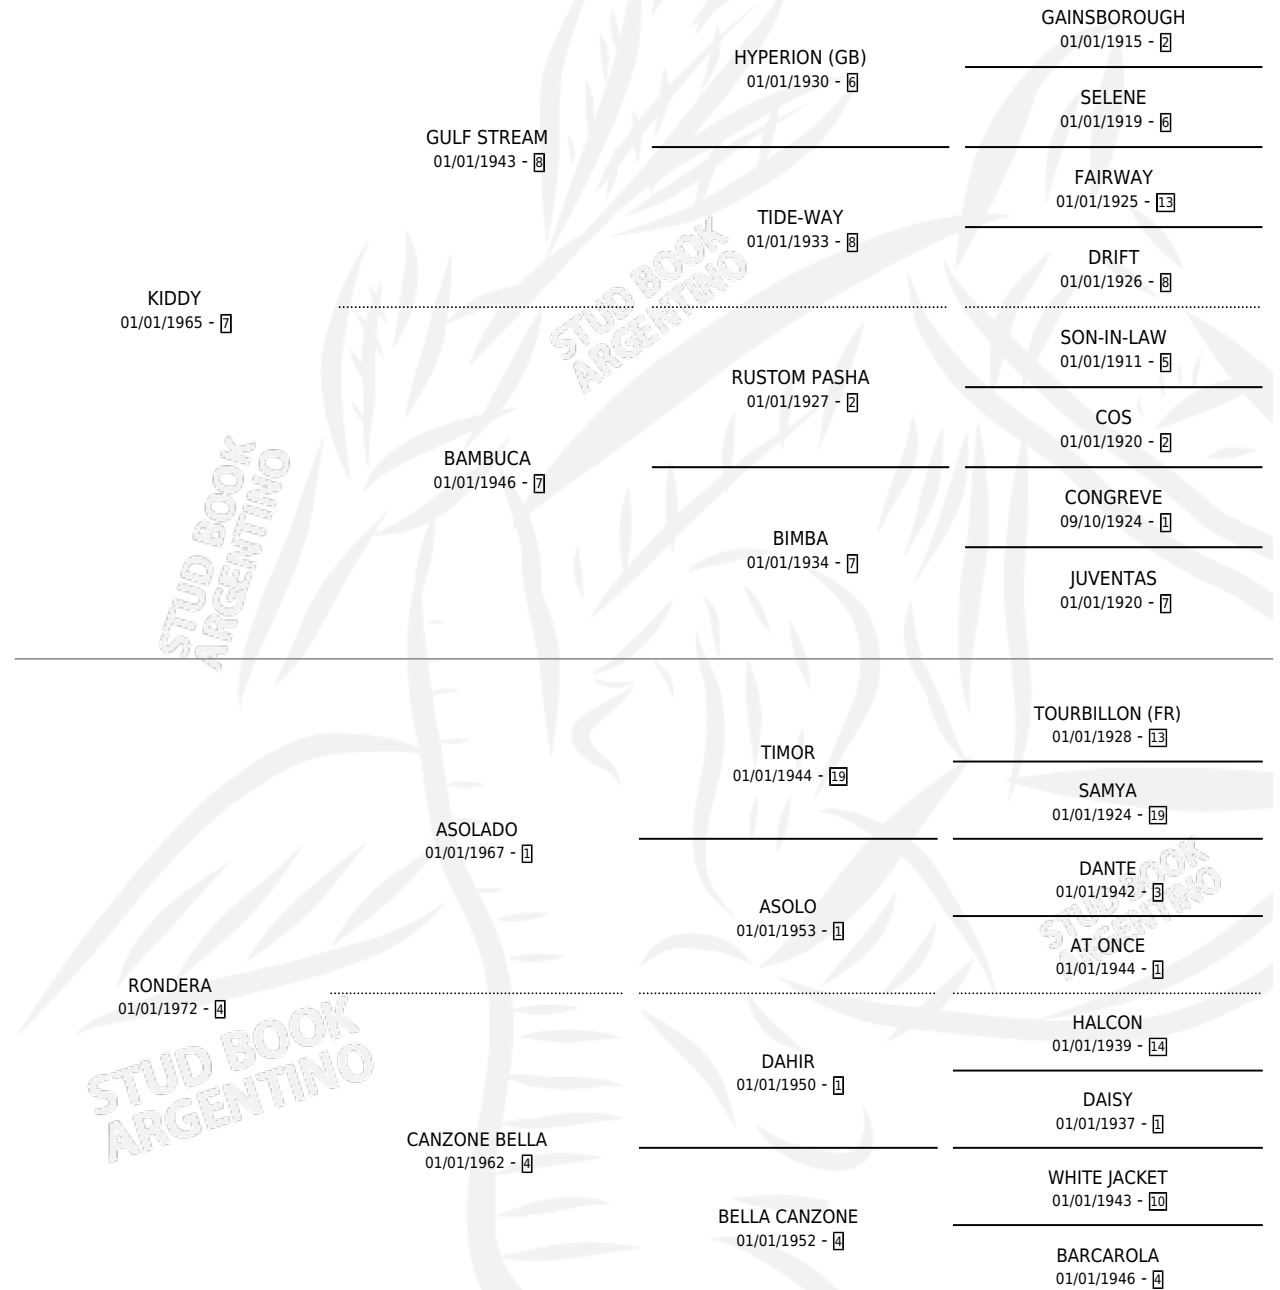 GAINSBOROUGH
01/01/1915 - 2
HYPERION (GB)
01/01/1930 - 6
SELENE
01/01/1919 - 6
GULF STREAM
01/01/1943 - 8
FAIRWAY
01/01/1925 - 13
TIDE-WAY
01/01/1933 - 8
DRIFT
01/01/1926 - 8
KIDDY
01/01/1965 - 7
SON-IN-LAW
01/01/1911 - 5
RUSTOM PASHA
01/01/1927 - 2
COS
01/01/1920 - 2
BAMBUCA
01/01/1946 - 7
CONGREVE
09/10/1924 - 1
BIMBA
01/01/1934 - 7
JUVENTAS
01/01/1920 - 7
TOURBILLON (FR)
01/01/1928 - 13
TIMOR
01/01/1944 - 19
SAMYA
01/01/1924 - 19
ASOLADO
01/01/1967 - 1
DANTE
01/01/1942 - 3
ASOLO
01/01/1953 - 1
AT ONCE
01/01/1944 - 1
RONDERA
01/01/1972 - 4
HALCON
01/01/1939 - 14
DAHIR
01/01/1950 - 1
DAISY
01/01/1937 - 1
CANZONE BELLA
01/01/1962 - 4
WHITE JACKET
01/01/1943 - 10
BELLA CANZONE
01/01/1952 - 4
BARCAROLA
01/01/1946 - 4
STUD BOOK
ARGENTINO
STUD BOOK
ARGENTINO
STUD BOOK
ARGENTINO
STUD BOOK
ARGENTINO